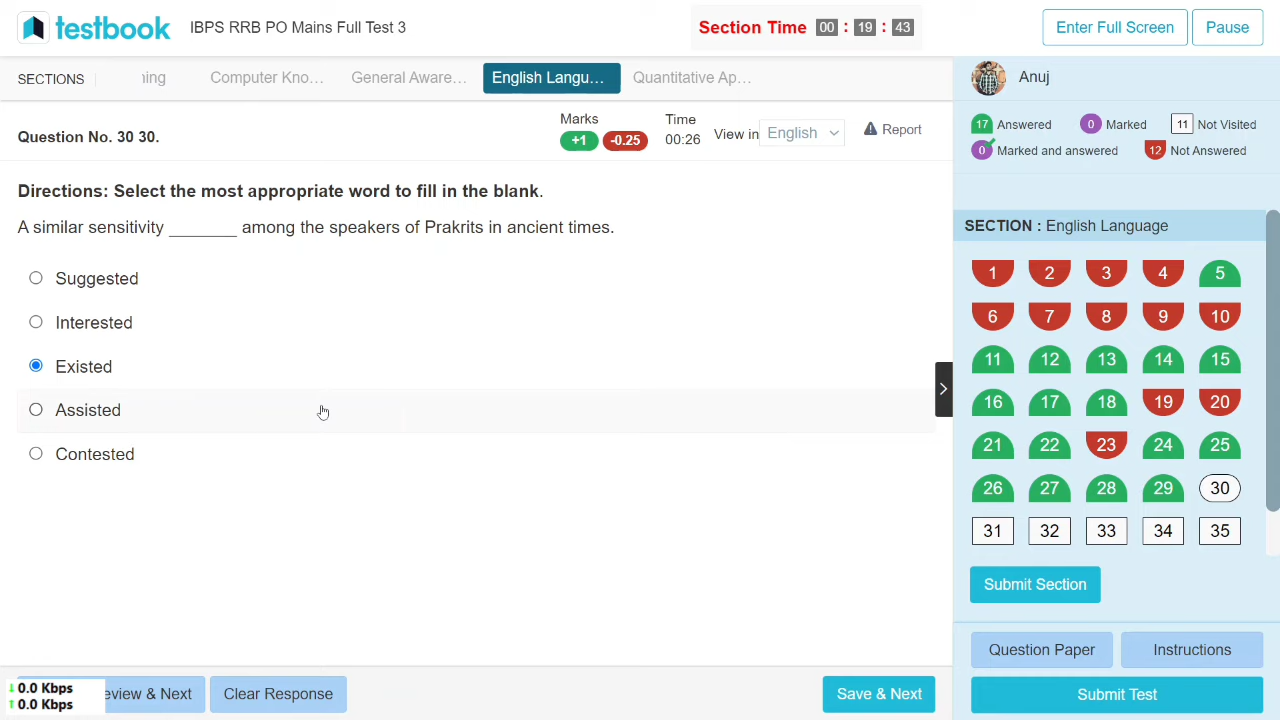 testbook
IBPS RRB PO Mains Full Test 3
Section Time 00 : 19 : 43
Enter Full Screen
Pause
SECTIONS
ning
Computer Kno...
General Aware...
English Langu...
Quantitative Ap...
Anuj
Question No. 30 30.
Marks
+1 -0.25
Time
00:26
View in English
Report
17 Answered
0 Marked
11 Not Visited
0 Marked and answered
12 Not Answered
Directions: Select the most appropriate word to fill in the blank.
A similar sensitivity ________ among the speakers of Prakrits in ancient times.
Suggested
Interested
Existed
Assisted
Contested
SECTION : English Language
1 2 3 4 5
6 7 8 9 10
11 12 13 14 15
16 17 18 19 20
21 22 23 24 25
26 27 28 29 30
31 32 33 34 35
Submit Section
Question Paper
Instructions
Submit Test
0.0 Kbps
0.0 Kbps
eview & Next
Clear Response
Save & Next